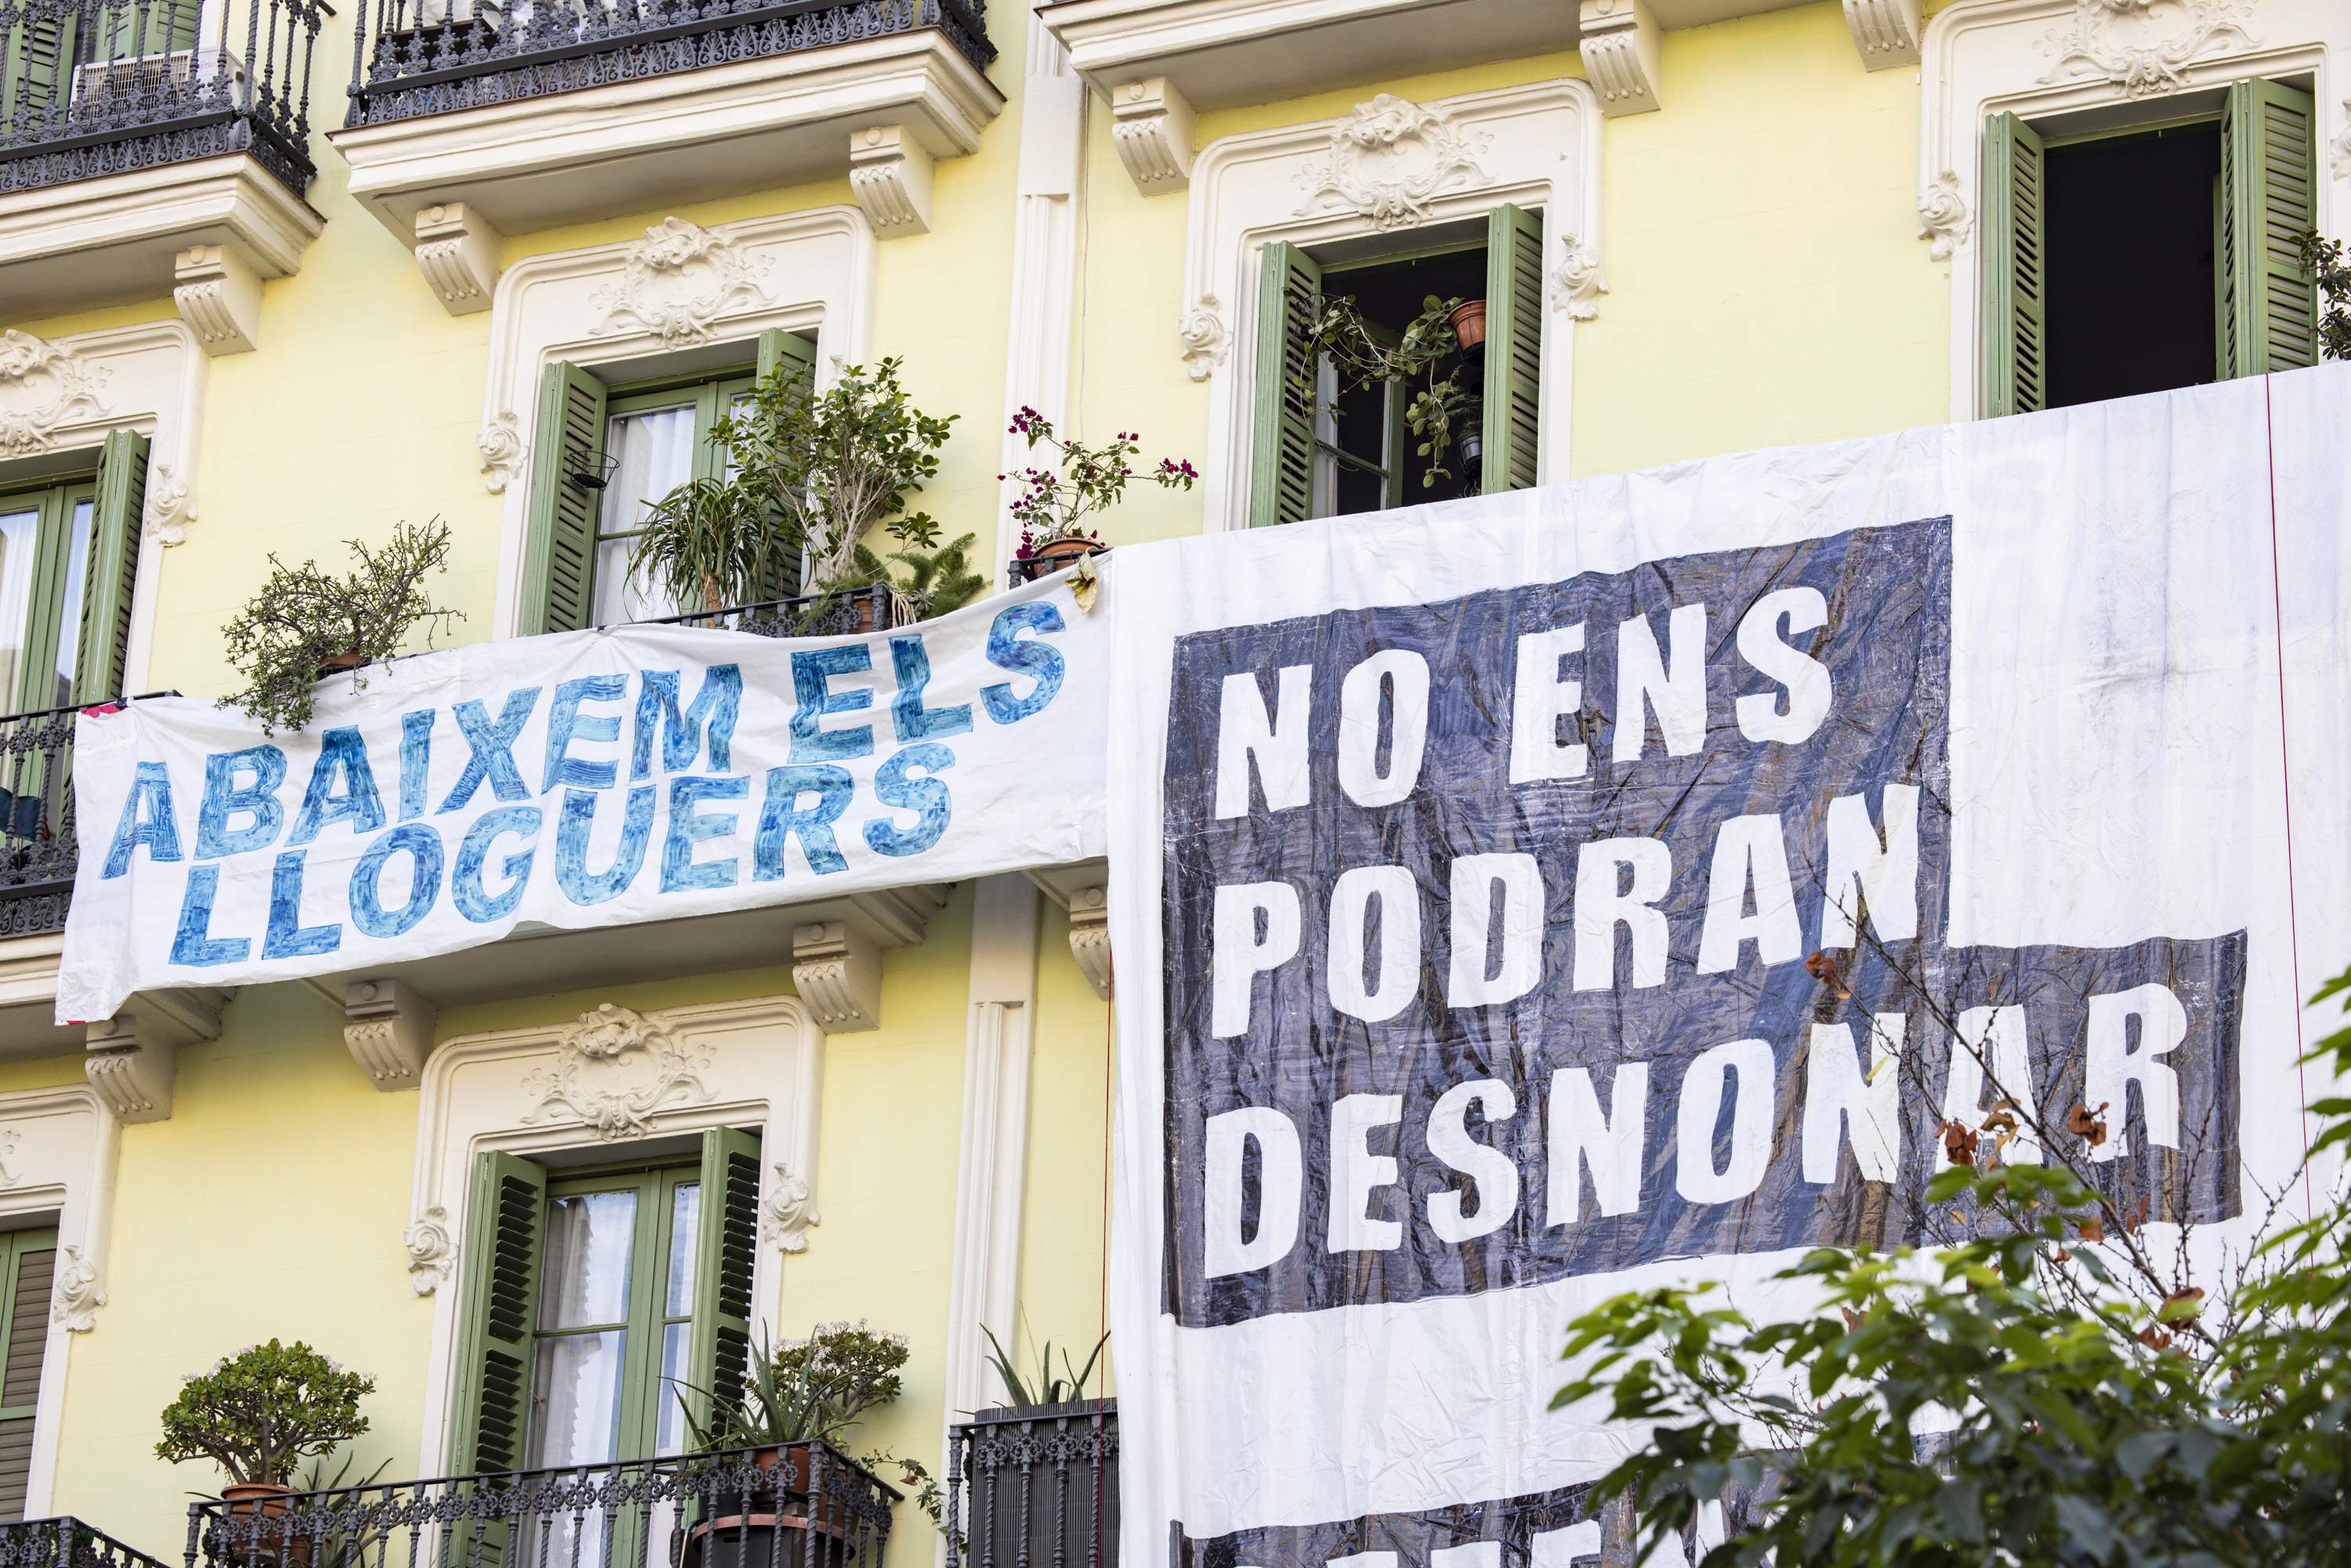 ABAIXEM ELS
LLOGUERS
NO ENS
PODRAN
DESNONAR